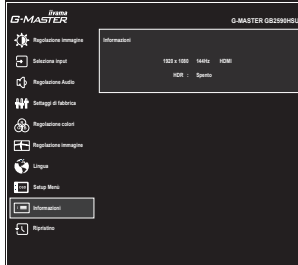 iiyama
G-MASTER
G-MASTER GB2590HSU
Regolazione immagine
Seleziona input
Regolazione Audio
Settaggi di fabbrica
Regolazione colori
Regolazione immagine
Lingua
OSD Setup Menù
Informazioni
Ripristino
Informazioni
1920 x 1080 144Hz HDMI
HDR : Spento